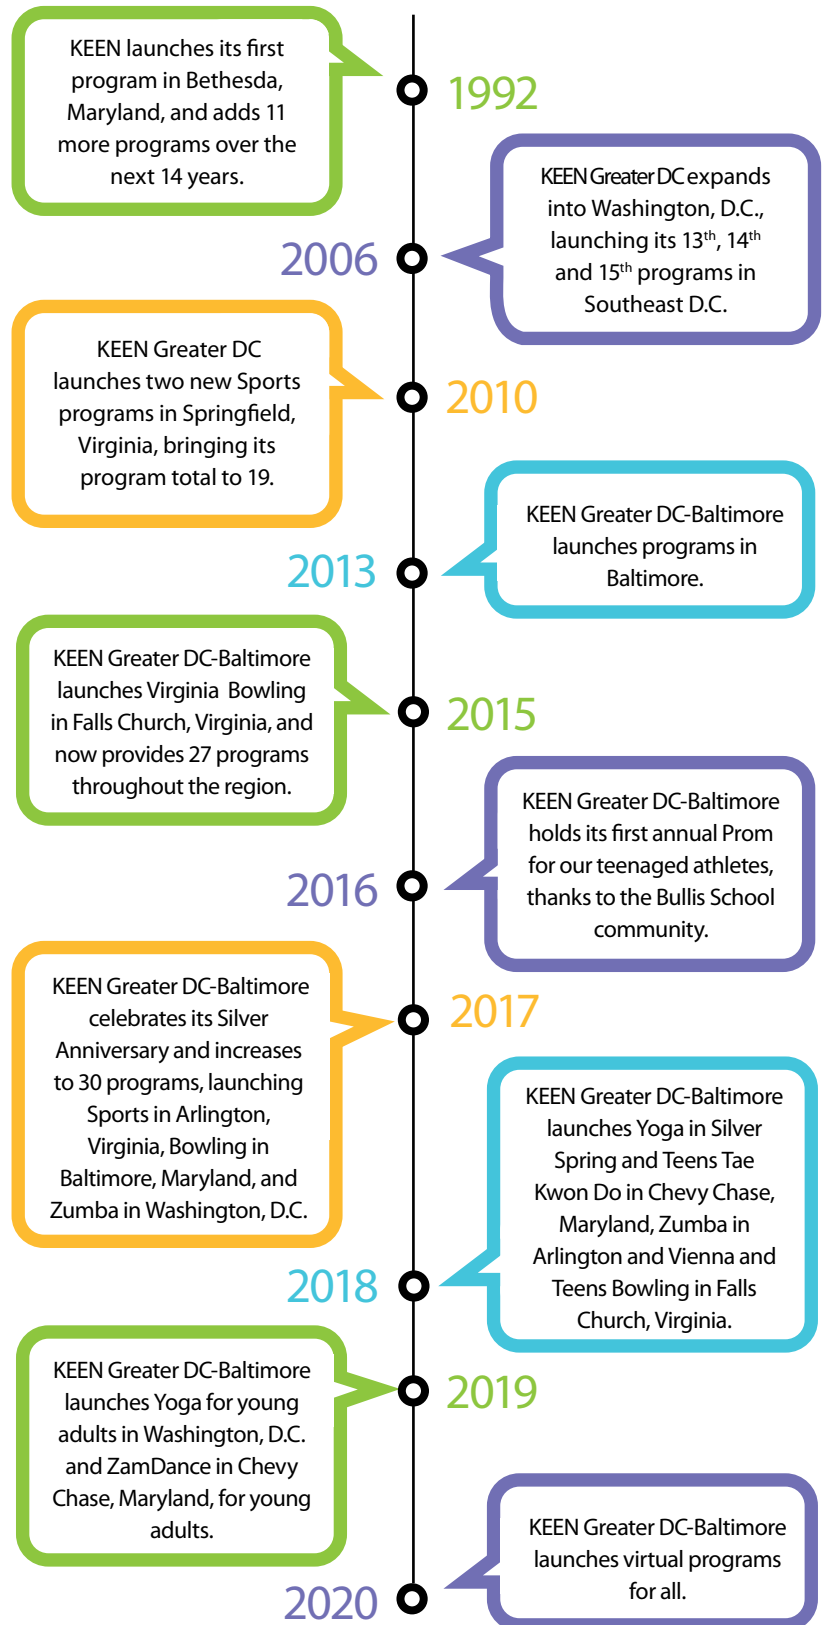 KEEN launches its first
program in Bethesda,
Maryland, and adds 11
more programs over the
next 14 years.
1992
KEEN Greater DC expands
into Washington, D.C.,
launching its 13th, 14th
and 15th programs in
Southeast D.C.
2006
KEEN Greater DC
launches two new Sports
programs in Springfield,
Virginia, bringing its
program total to 19.
2010
KEEN Greater DC-Baltimore
launches programs in
Baltimore.
2013
KEEN Greater DC-Baltimore
launches Virginia Bowling
in Falls Church, Virginia, and
now provides 27 programs
throughout the region.
2015
KEEN Greater DC-Baltimore
holds its first annual Prom
for our teenaged athletes,
thanks to the Bullis School
community.
2016
KEEN Greater DC-Baltimore
celebrates its Silver
Anniversary and increases
to 30 programs, launching
Sports in Arlington,
Virginia, Bowling in
Baltimore, Maryland, and
Zumba in Washington, D.C.
2017
KEEN Greater DC-Baltimore
launches Yoga in Silver
Spring and Teens Tae
Kwon Do in Chevy Chase,
Maryland, Zumba in
Arlington and Vienna and
Teens Bowling in Falls
Church, Virginia.
2018
KEEN Greater DC-Baltimore
launches Yoga for young
adults in Washington, D.C.
and ZamDance in Chevy
Chase, Maryland, for young
adults.
2019
KEEN Greater DC-Baltimore
launches virtual programs
for all.
2020